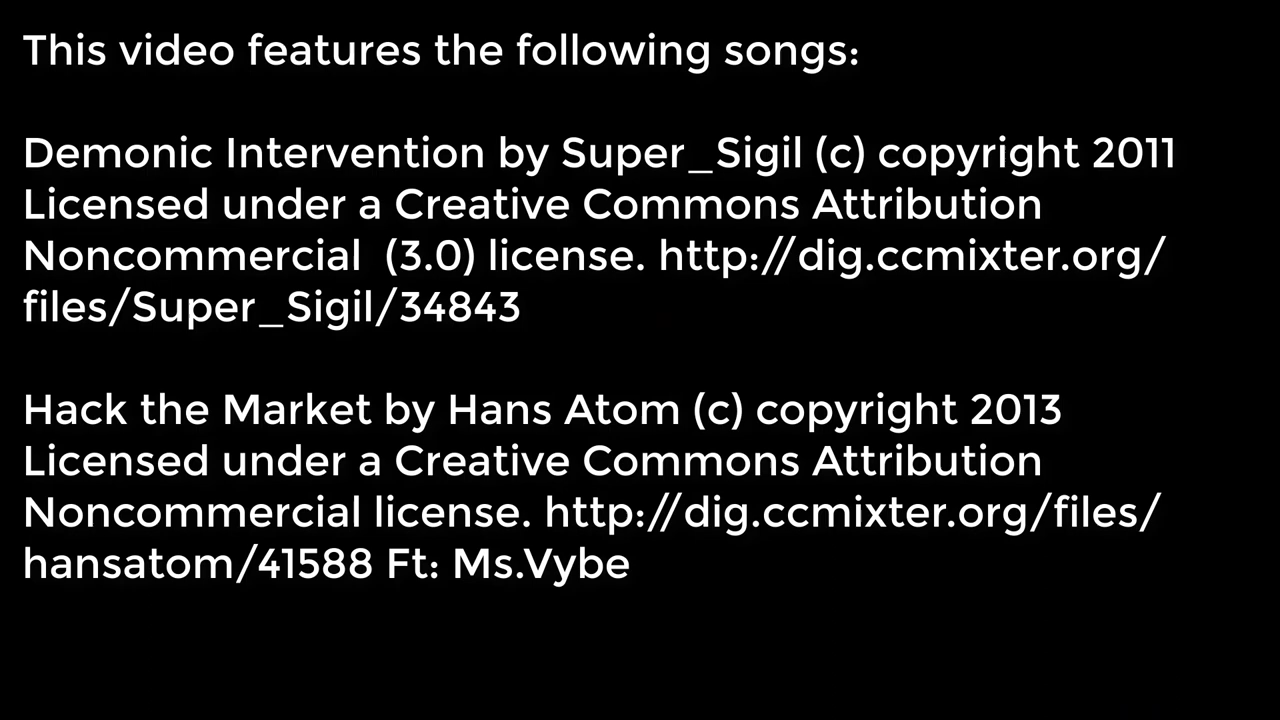 This video features the following songs:
Demonic Intervention by Super_Sigil (c) copyright 2011
Licensed under a Creative Commons Attribution
Noncommercial  (3.0) license. http://dig.ccmixter.org/
files/Super_Sigil/34843
Hack the Market by Hans Atom (c) copyright 2013
Licensed under a Creative Commons Attribution
Noncommercial license. http://dig.ccmixter.org/files/
hansatom/41588 Ft: Ms.Vybe